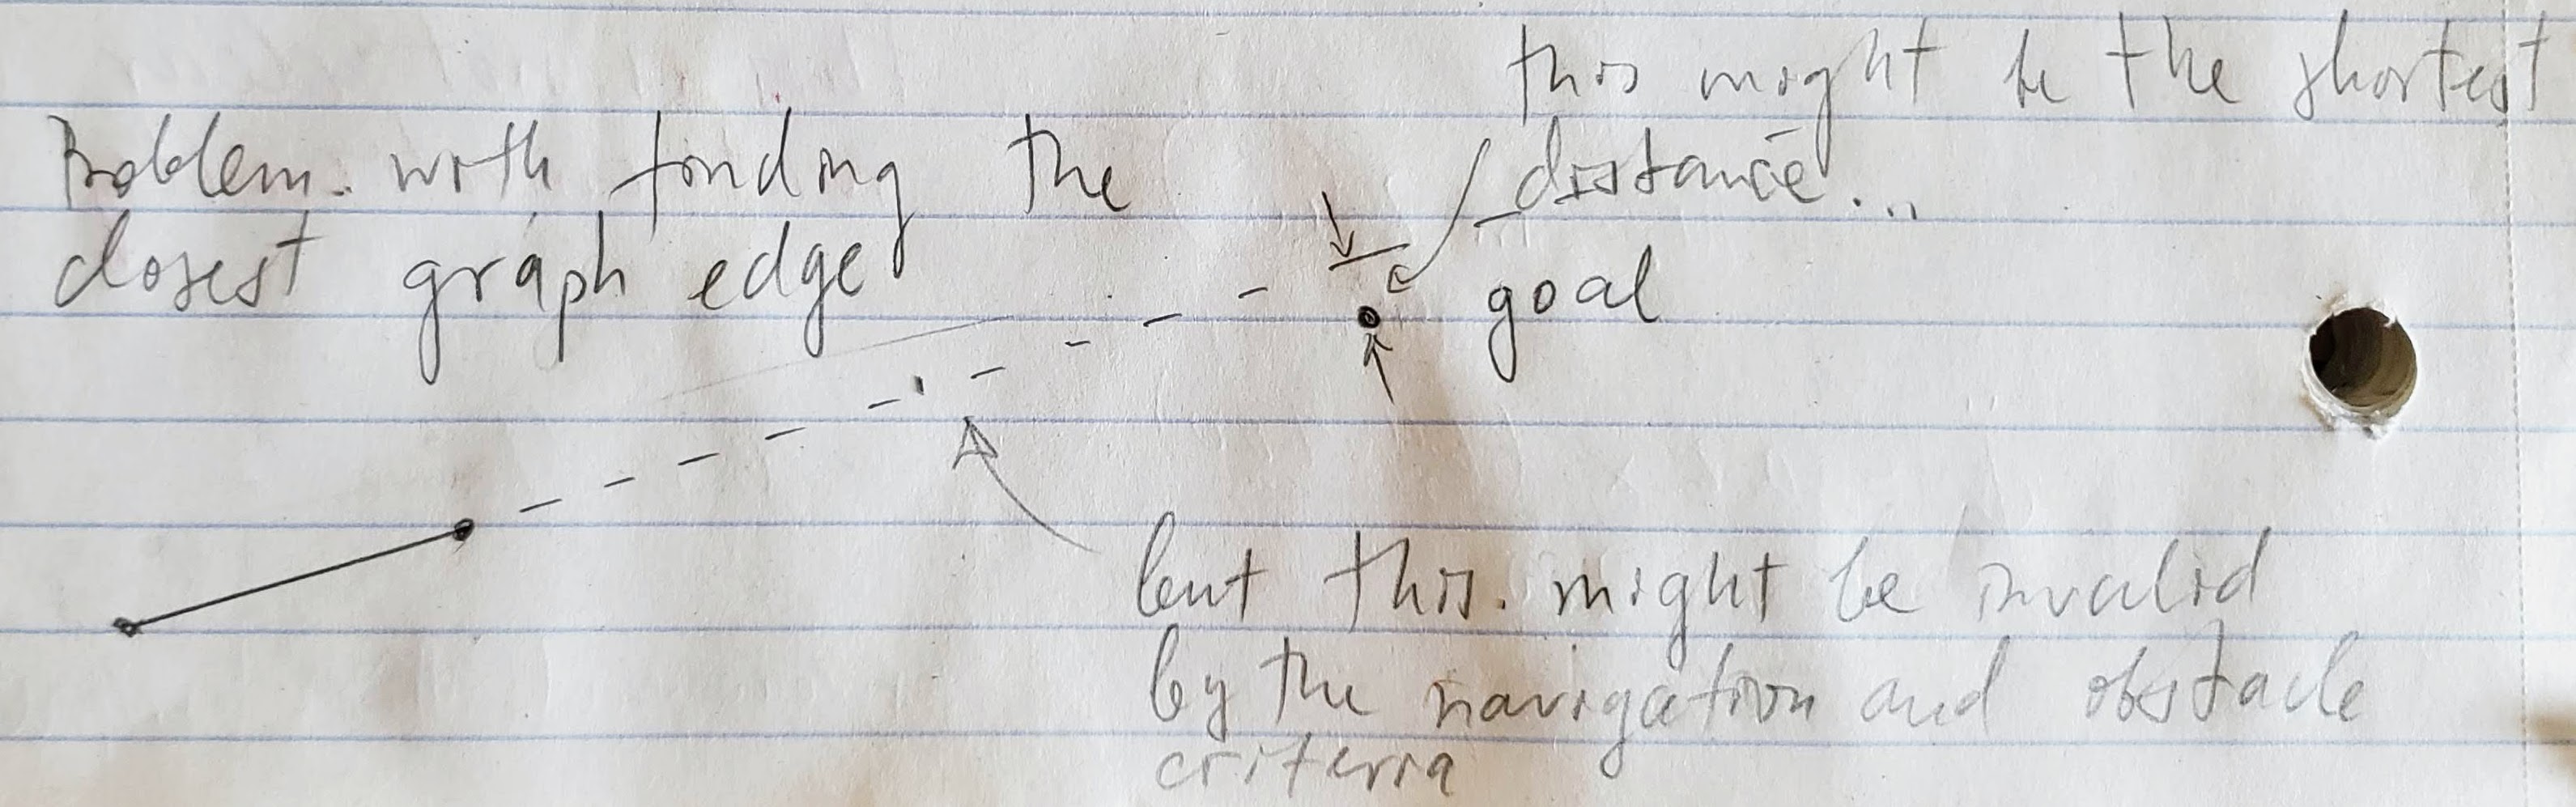 Problem. with finding the
closest graph edge
this might be the shortest
distance...
goal
but this. might be invalid
by the navigation and obstacle
criteria